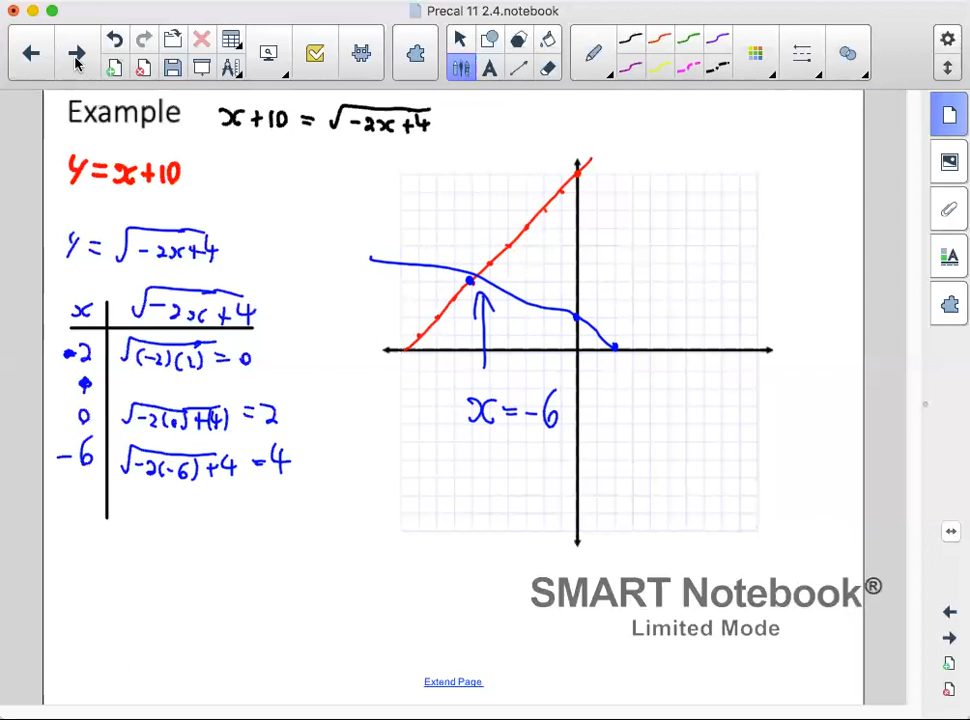 Precal 11 2.4.notebook
Example x+10 = √-2x+4
y=x+10
y = √-2x+4
x √-2x+4
-2 √(-2)(2) = 0
0 √-2(0)+(4) = 2
-6 √-2(-6)+4 =4
x=-6
SMART Notebook®
Limited Mode
Extend Page